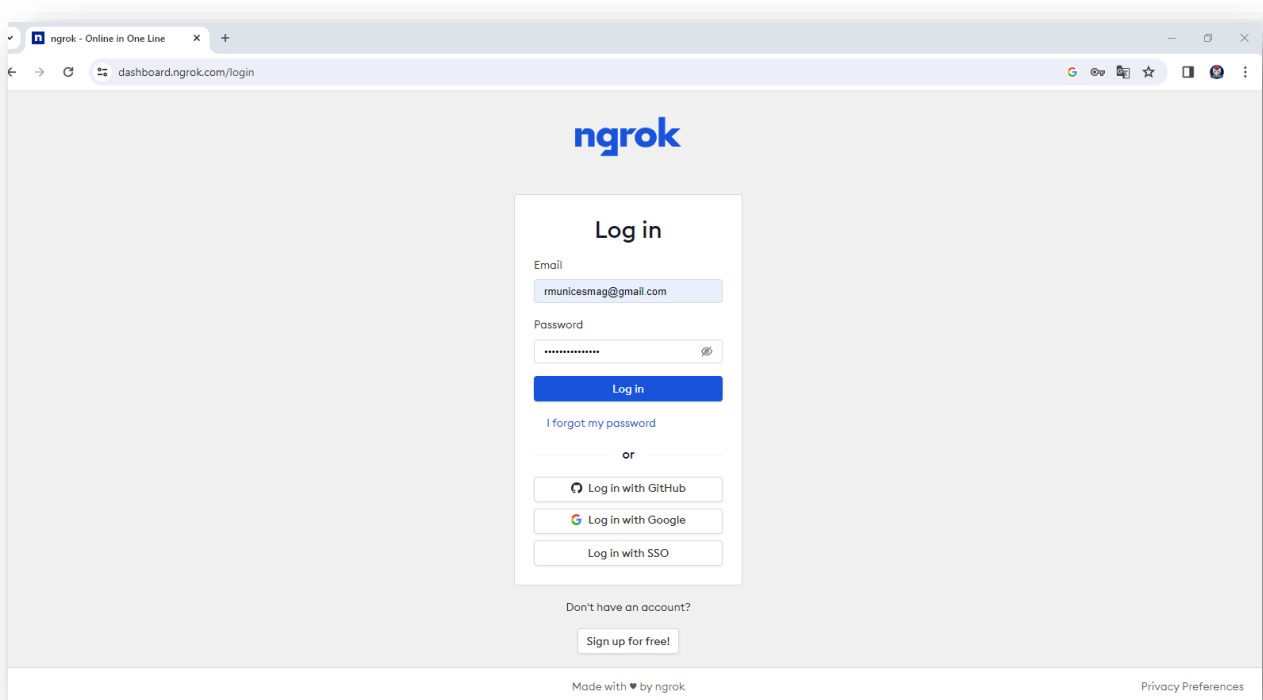 ngrok - Online in One Line
dashboard.ngrok.com/login
ngrok
Log in
Email
rmunicesmag@gmail.com
Password
•••••••••••••••
Log in
I forgot my password
or
Log in with GitHub
Log in with Google
Log in with SSO
Don't have an account?
Sign up for free!
Made with ♥ by ngrok
Privacy Preferences